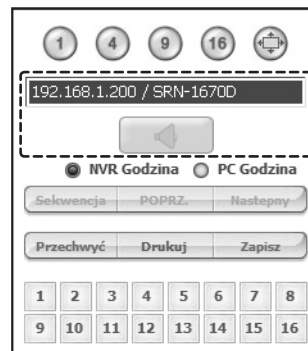 1 4 9 16
192.168.1.200 / SRN-1670D
NVR Godzina PC Godzina
Sekwencja POPRZ. Nastepny
Przechwyć Drukuj Zapisz
1 2 3 4 5 6 7 8
9 10 11 12 13 14 15 16